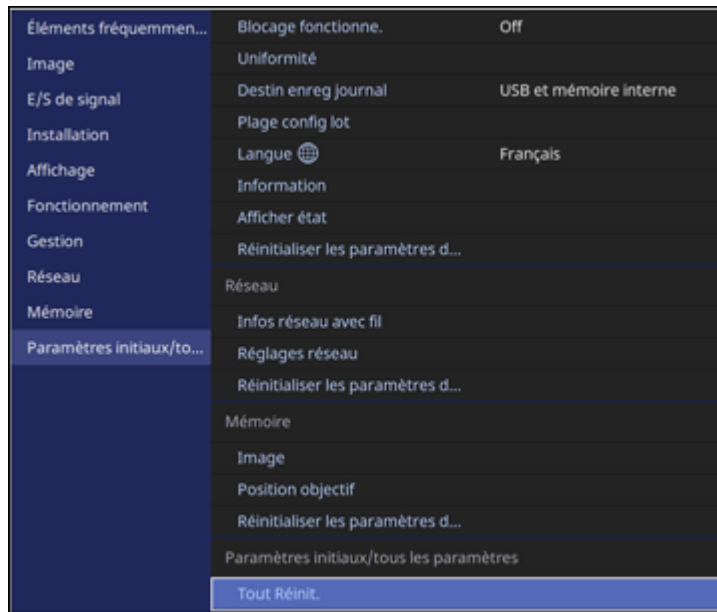 Éléments fréquemmen...
Image
E/S de signal
Installation
Affichage
Fonctionnement
Gestion
Réseau
Mémoire
Paramètres initiaux/to...
Blocage fonctionne. Off
Uniformité
Destin enreg journal USB et mémoire interne
Plage config lot
Langue Français
Information
Afficher état
Réinitialiser les paramètres d...
Réseau
Infos réseau avec fil
Réglages réseau
Réinitialiser les paramètres d...
Mémoire
Image
Position objectif
Réinitialiser les paramètres d...
Paramètres initiaux/tous les paramètres
Tout Réinit.